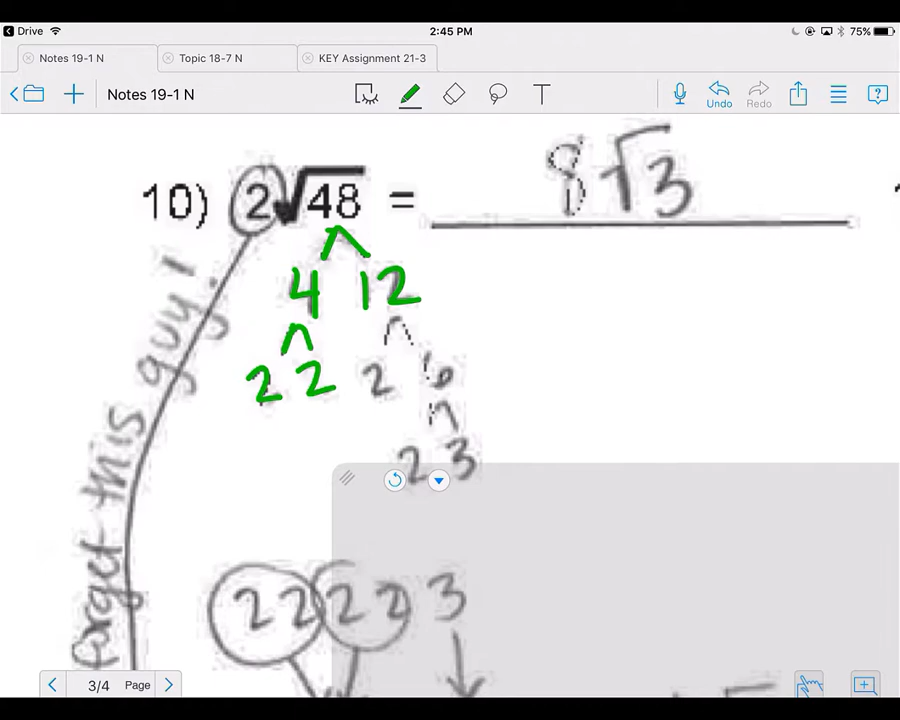 Drive 2:45 PM 75%
Notes 19-1 N Topic 18-7 N KEY Assignment 21-3
Notes 19-1 N Undo Redo
10) 2√48 = 8√3
4 12
2 2 2 6
2 3
forget this guy!
2 2 2 2 3
3/4 Page